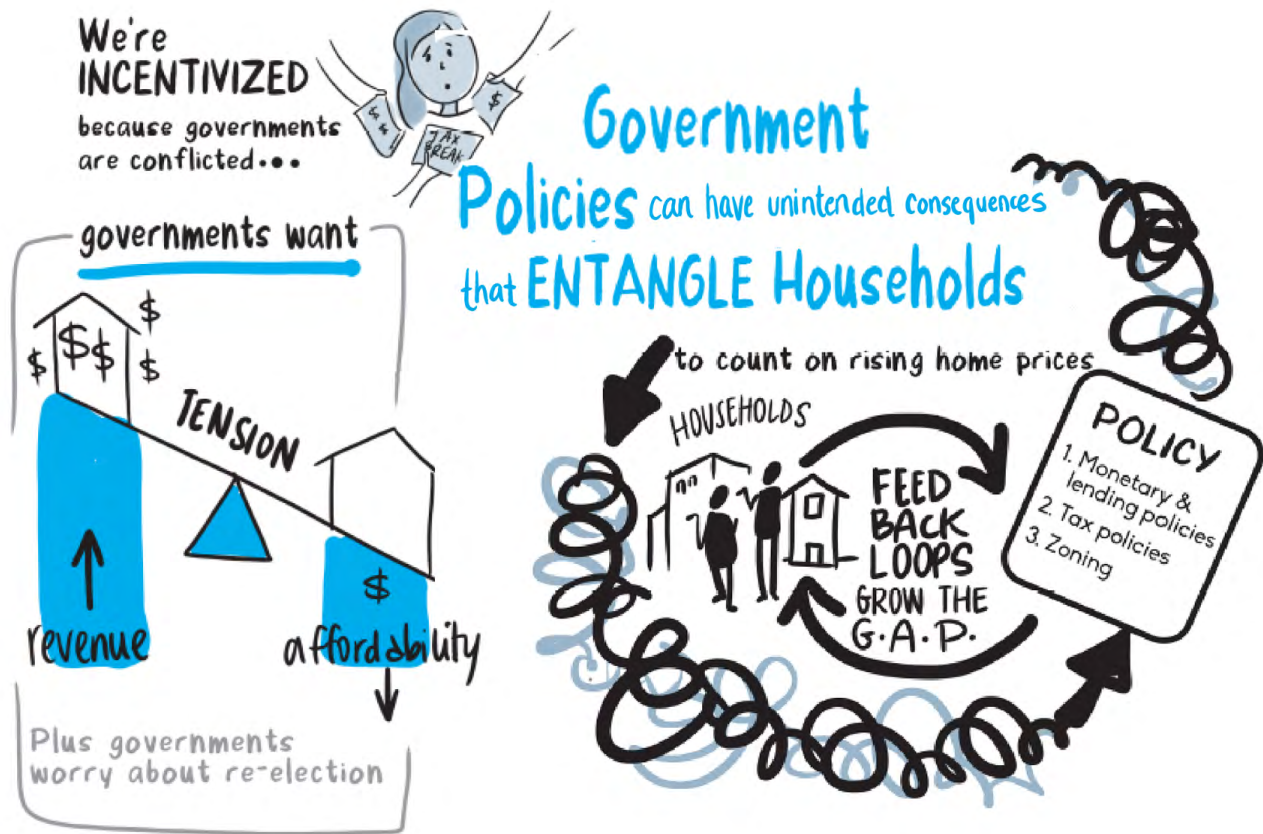 We're
INCENTIVIZED
because governments
are conflicted...
$
TAX
BREAK
Government
Policies can have unintended consequences
that ENTANGLE Households
to count on rising home prices
governments want
$
$ $$ $
TENSION
$
revenue
affordability
Plus governments
worry about re-election
HOUSEHOLDS
FEED
BACK
LOOPS
GROW THE
G.A.P.
POLICY
1. Monetary &
lending policies
2. Tax policies
3. Zoning